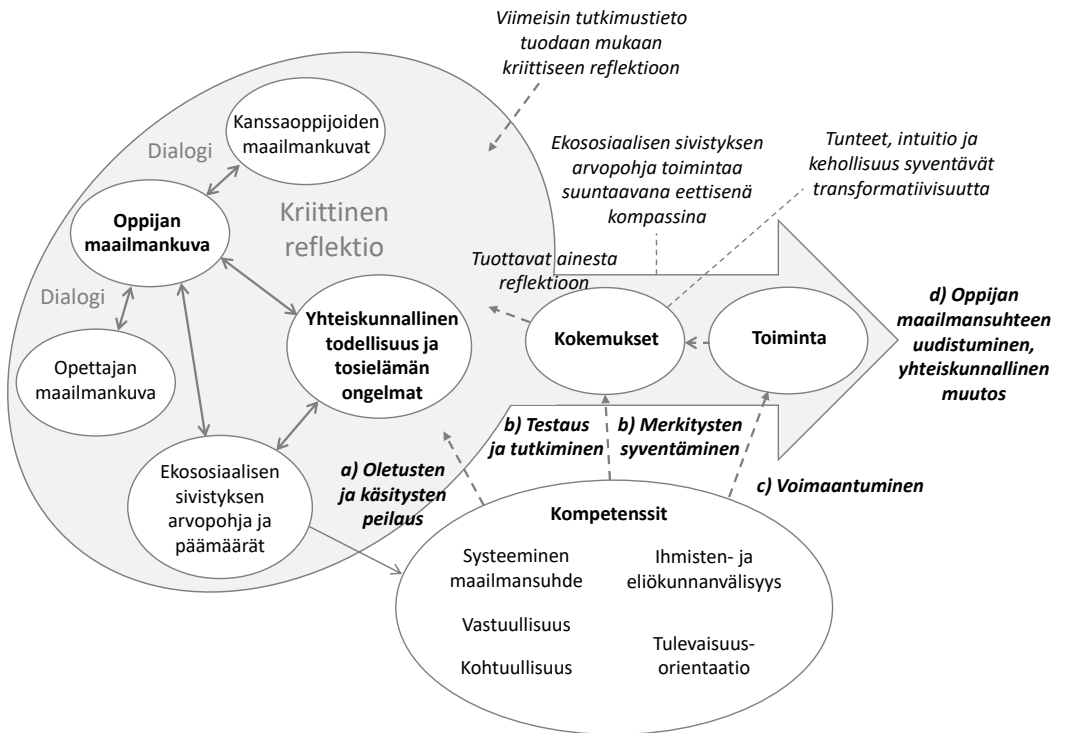 Viimeisin tutkimustieto
tuodaan mukaan
kriittiseen reflektioon
Kanssaoppijoiden
maailmankuvat
Dialogi
Ekososiaalisen sivistyksen
arvopohja toimintaa
suuntaavana eettisenä
kompassina
Tunteet, intuitio ja
kehollisuus syventävät
transformatiivisuutta
Oppijan
maailmankuva
Kriittinen
reflektio
Tuottavat ainesta
reflektioon
Dialogi
Opettajan
maailmankuva
Yhteiskunnallinen
todellisuus ja
tosielämän
ongelmat
Kokemukset
Toiminta
d) Oppijan
maailmansuhteen
uudistuminen,
yhteiskunnallinen
muutos
b) Testaus
ja tutkiminen
b) Merkitysten
syventäminen
a) Oletusten
ja käsitysten
peilaus
c) Voimaantuminen
Ekososiaalisen
sivistyksen
arvopohja ja
päämäärät
Kompetenssit
Systeeminen
maailmansuhde
Ihmisten- ja
eliökunnanvälisyys
Vastuullisuus
Kohtuullisuus
Tulevaisuus-
orientaatio